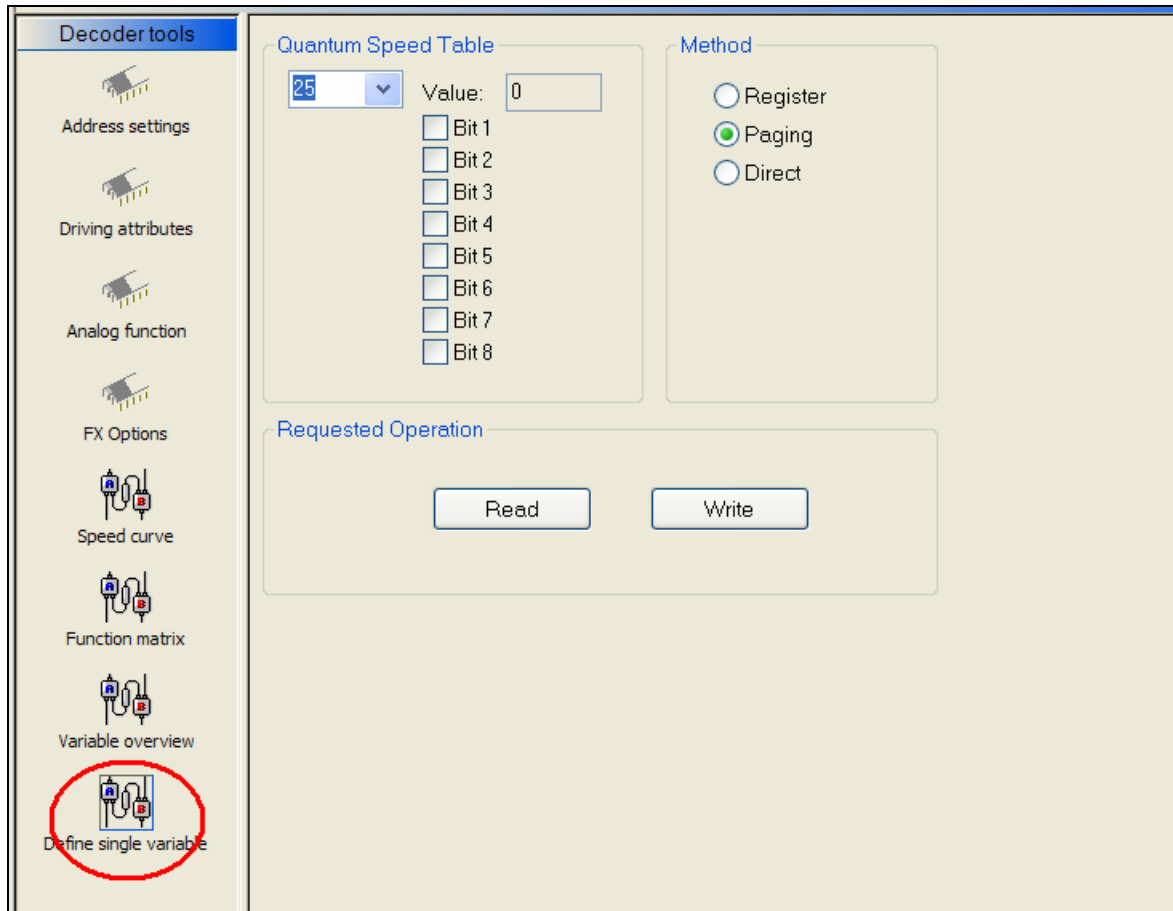 Decoder tools
Address settings
Driving attributes
Analog function
FX Options
A
B
Speed curve
A
B
Function matrix
A
B
Variable overview
A
B
Define single variable
Quantum Speed Table
25
Value: 0
Bit 1
Bit 2
Bit 3
Bit 4
Bit 5
Bit 6
Bit 7
Bit 8
Method
Register
Paging
Direct
Requested Operation
Read
Write